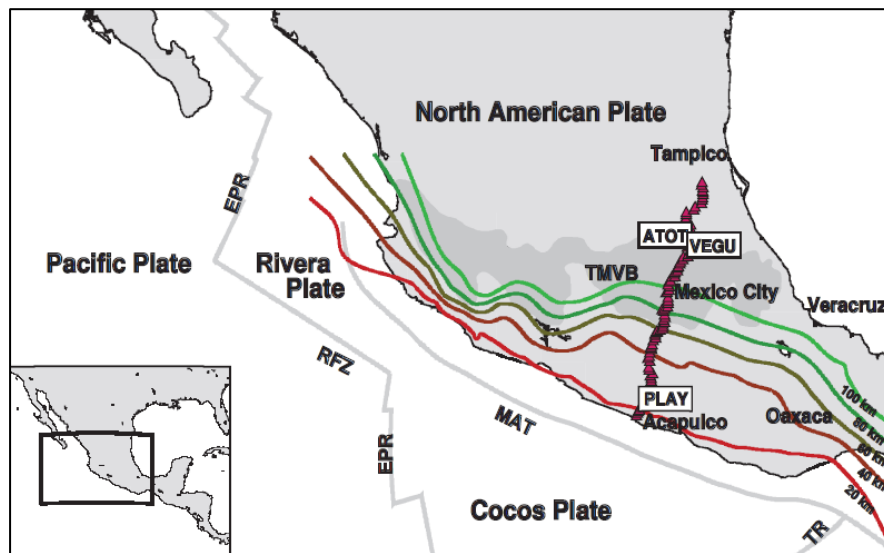 North American Plate
Tampico
EPR
ATOT
VEGU
Pacific Plate
Rivera
Plate
TMVB
Mexico City
Veracruz
RFZ
PLAY
100 km
80 km
60 km
40 km
20 km
MAT
Acapulco
Oaxaca
EPR
Cocos Plate
TR